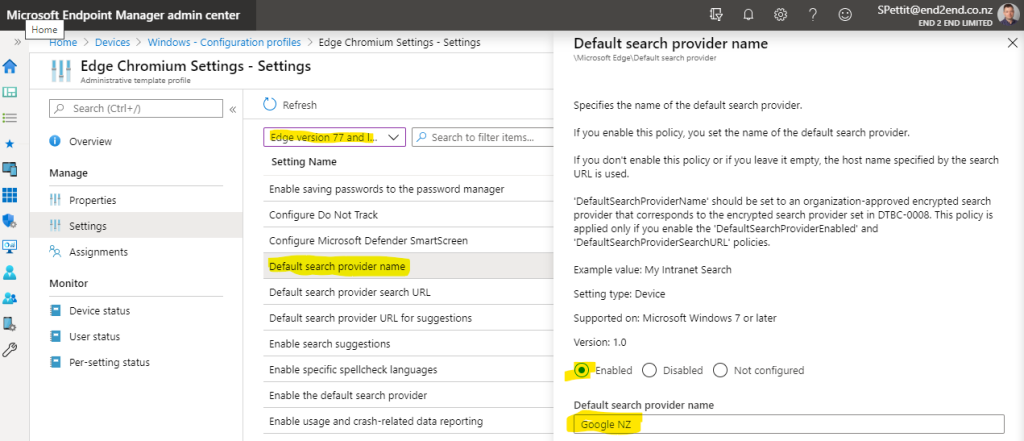 Microsoft Endpoint Manager admin center
SPettit@end2end.co.nz
END 2 END LIMITED
Home
Home > Devices > Windows - Configuration profiles > Edge Chromium Settings - Settings
Edge Chromium Settings - Settings
Administrative template profile
Search (Ctrl+/)
Overview
Manage
Properties
Settings
Assignments
Monitor
Device status
User status
Per-setting status
Refresh
Edge version 77 and l...
Search to filter items...
Setting Name
Enable saving passwords to the password manager
Configure Do Not Track
Configure Microsoft Defender SmartScreen
Default search provider name
Default search provider search URL
Default search provider URL for suggestions
Enable search suggestions
Enable specific spellcheck languages
Enable the default search provider
Enable usage and crash-related data reporting
Default search provider name
\Microsoft Edge\Default search provider
Specifies the name of the default search provider.
If you enable this policy, you set the name of the default search provider.
If you don't enable this policy or if you leave it empty, the host name specified by the search
URL is used.
'DefaultSearchProviderName' should be set to an organization-approved encrypted search
provider that corresponds to the encrypted search provider set in DTBC-0008. This policy is
applied only if you enable the 'DefaultSearchProviderEnabled' and
'DefaultSearchProviderSearchURL' policies.
Example value: My Intranet Search
Setting type: Device
Supported on: Microsoft Windows 7 or later
Version: 1.0
Enabled Disabled Not configured
Default search provider name
Google NZ